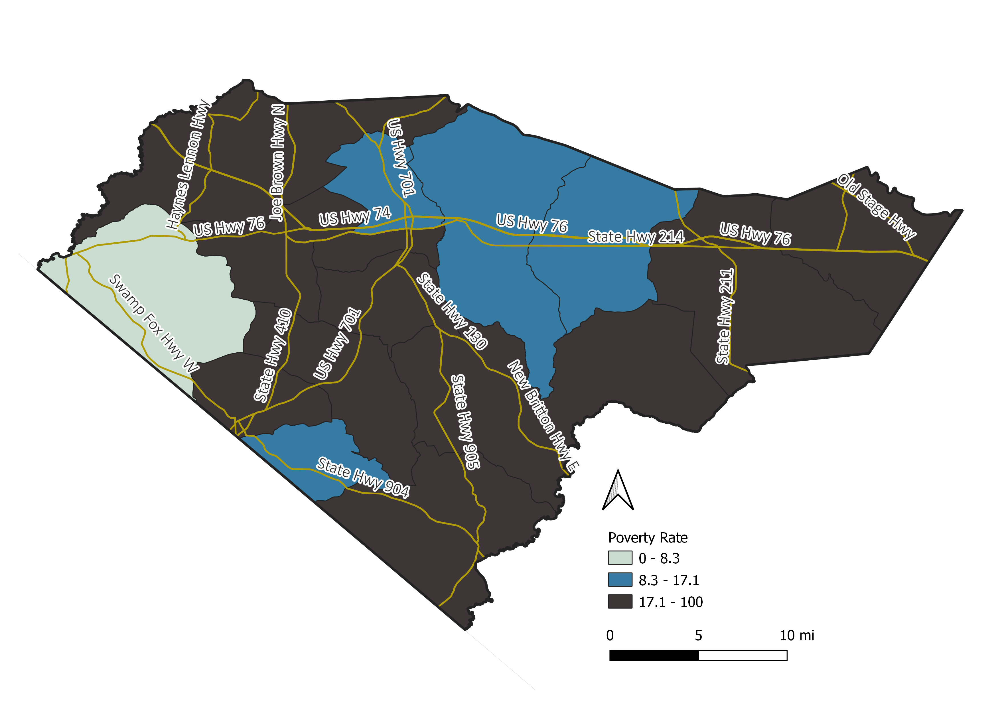 Haynes Lennon Hwy
Joe Brown Hwy N
US Hwy 701
US Hwy 76
US Hwy 74
US Hwy 76
State Hwy 214
US Hwy 76
Old Stage Hwy
Swamp Fox Hwy W
State Hwy 410
US Hwy 701
State Hwy 130
State Hwy 211
New Britton Hwy E
State Hwy 905
State Hwy 904
Poverty Rate
0 - 8.3
8.3 - 17.1
17.1 - 100
0 5 10 mi